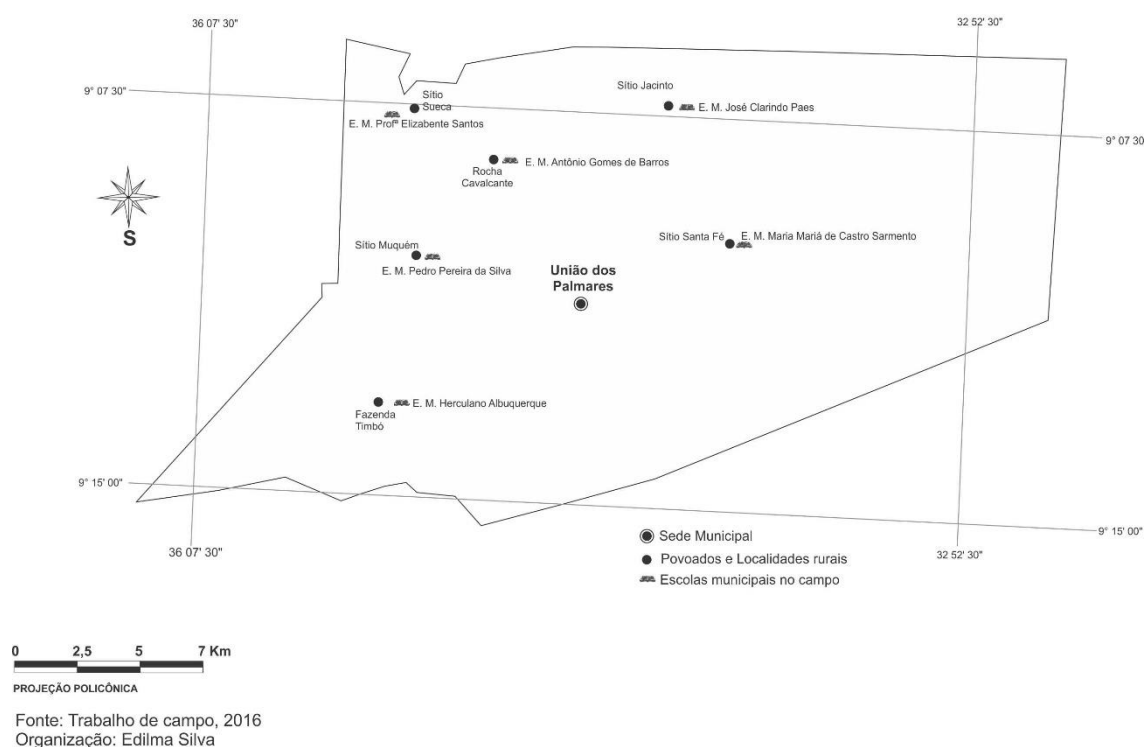 36 07' 30"
32 52' 30"
9° 07' 30
Sítio
Sueca
E. M. Profª Elizabente Santos
Sítio Jacinto
E. M. José Clarindo Paes
9° 07' 30
Rocha
Cavalcante
E. M. Antônio Gomes de Barros
S
Sítio Muquém
E. M. Pedro Pereira da Silva
Sítio Santa Fé
E. M. Maria Mariá de Castro Sarmento
União dos
Palmares
E. M. Herculano Albuquerque
Fazenda
Timbó
9° 15' 00"
9° 15' 00"
36 07' 30"
32 52' 30"
Sede Municipal
Povoados e Localidades rurais
Escolas municipais no campo
0 2,5 5 7 Km
PROJEÇÃO POLICÔNICA
Fonte: Trabalho de campo, 2016
Organização: Edilma Silva